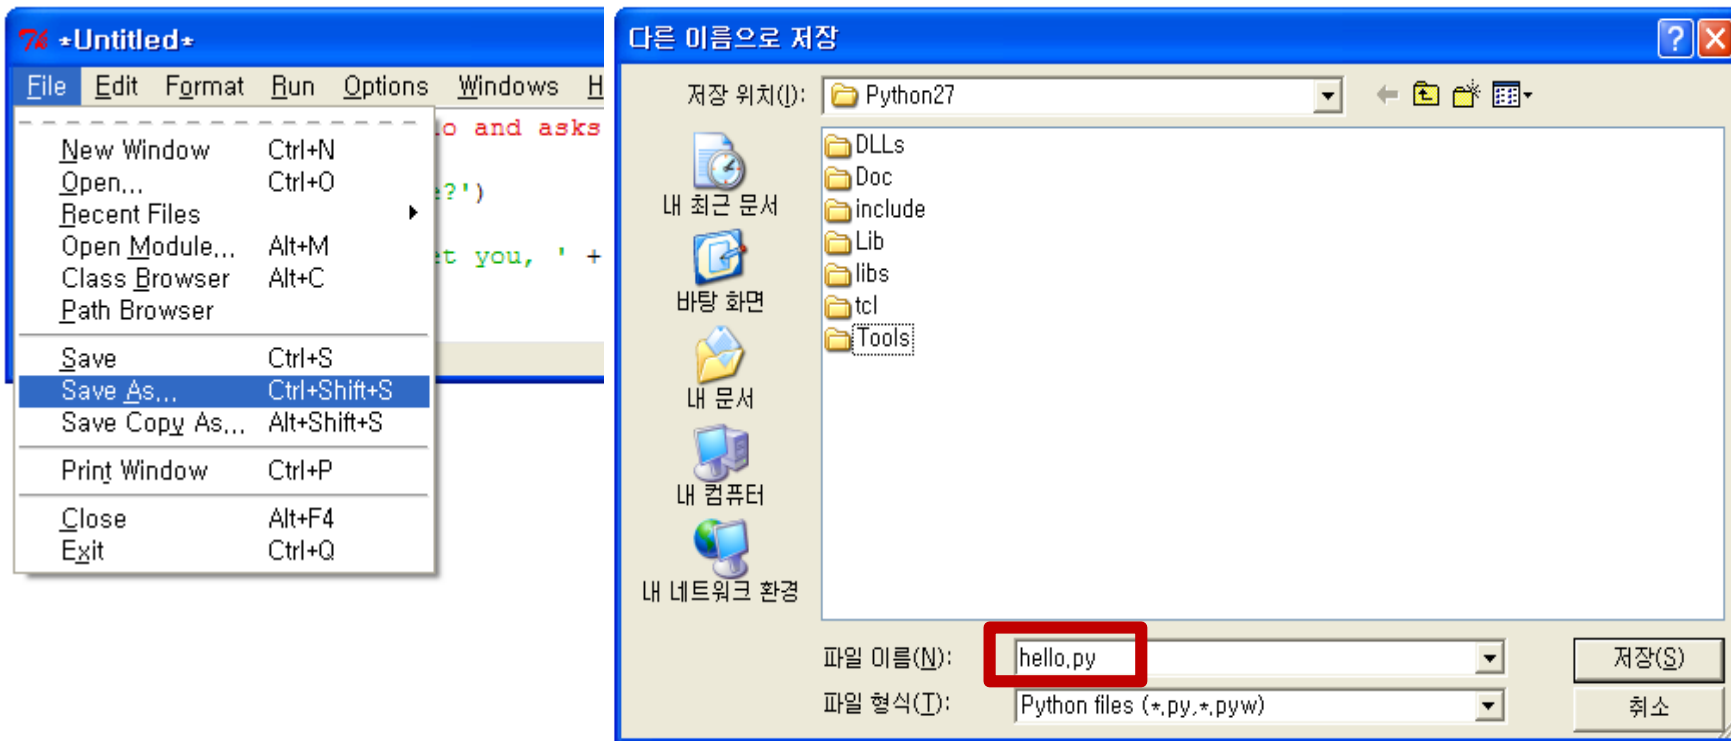 *Untitled*
File Edit Format Run Options Windows H
lo and asks
e?')
et you, ' +
New Window Ctrl+N
Open... Ctrl+O
Recent Files
Open Module... Alt+M
Class Browser Alt+C
Path Browser
Save Ctrl+S
Save As... Ctrl+Shift+S
Save Copy As... Alt+Shift+S
Print Window Ctrl+P
Close Alt+F4
Exit Ctrl+Q
다른 이름으로 저장
저장 위치(I): Python27
내 최근 문서
바탕 화면
내 문서
내 컴퓨터
내 네트워크 환경
DLLs
Doc
include
Lib
libs
tcl
Tools
파일 이름(N): hello.py 저장(S)
파일 형식(T): Python files (*.py,*.pyw) 취소